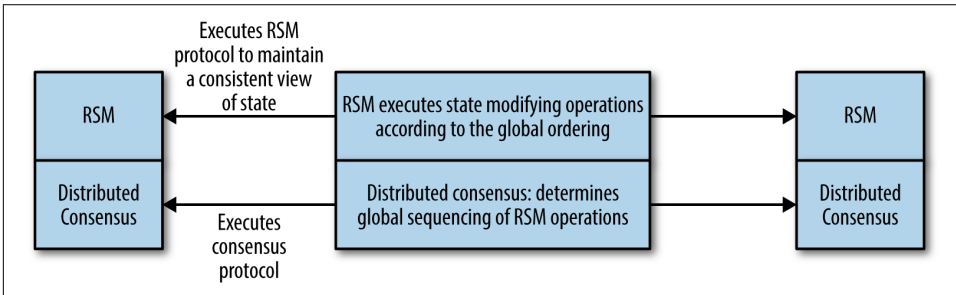 Executes RSM
protocol to maintain
a consistent view
of state
RSM
RSM executes state modifying operations
according to the global ordering
RSM
Distributed
Consensus
Distributed consensus: determines
global sequencing of RSM operations
Distributed
Consensus
Executes
consensus
protocol